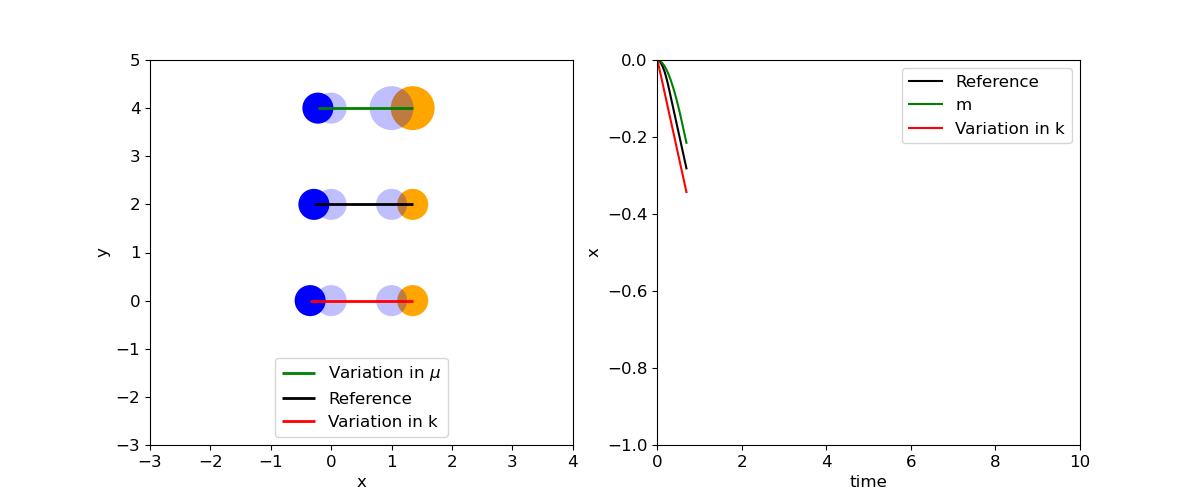 5
4
3
2
1
0
−1
−2
−3
y
−3 −2 −1 0 1 2 3 4
x
Variation in μ
Reference
Variation in k
0.0
−0.2
−0.4
−0.6
−0.8
−1.0
x
0 2 4 6 8 10
time
Reference
m
Variation in k